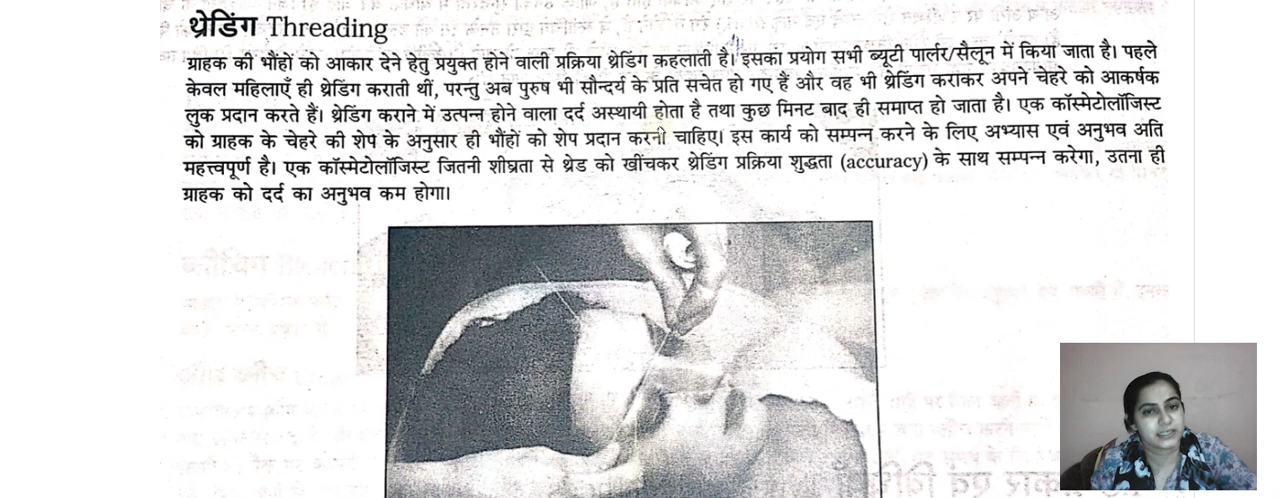 थ्रेडिंग Threading
ग्राहक की भौंहों को आकार देने हेतु प्रयुक्त होने वाली प्रक्रिया थ्रेडिंग कहलाती है। इसका प्रयोग सभी ब्यूटी पार्लर/सैलून में किया जाता है। पहले
केवल महिलाएँ ही थ्रेडिंग कराती थीं, परन्तु अब पुरुष भी सौन्दर्य के प्रति सचेत हो गए हैं और वह भी थ्रेडिंग कराकर अपने चेहरे को आकर्षक
लुक प्रदान करते हैं। थ्रेडिंग कराने में उत्पन्न होने वाला दर्द अस्थायी होता है तथा कुछ मिनट बाद ही समाप्त हो जाता है। एक कॉस्मेटोलॉजिस्ट
को ग्राहक के चेहरे की शेप के अनुसार ही भौंहों को शेप प्रदान करनी चाहिए। इस कार्य को सम्पन्न करने के लिए अभ्यास एवं अनुभव अति
महत्त्वपूर्ण है। एक कॉस्मेटोलॉजिस्ट जितनी शीघ्रता से थ्रेड को खींचकर थ्रेडिंग प्रक्रिया शुद्धता (accuracy) के साथ सम्पन्न करेगा, उतना ही
ग्राहक को दर्द का अनुभव कम होगा।